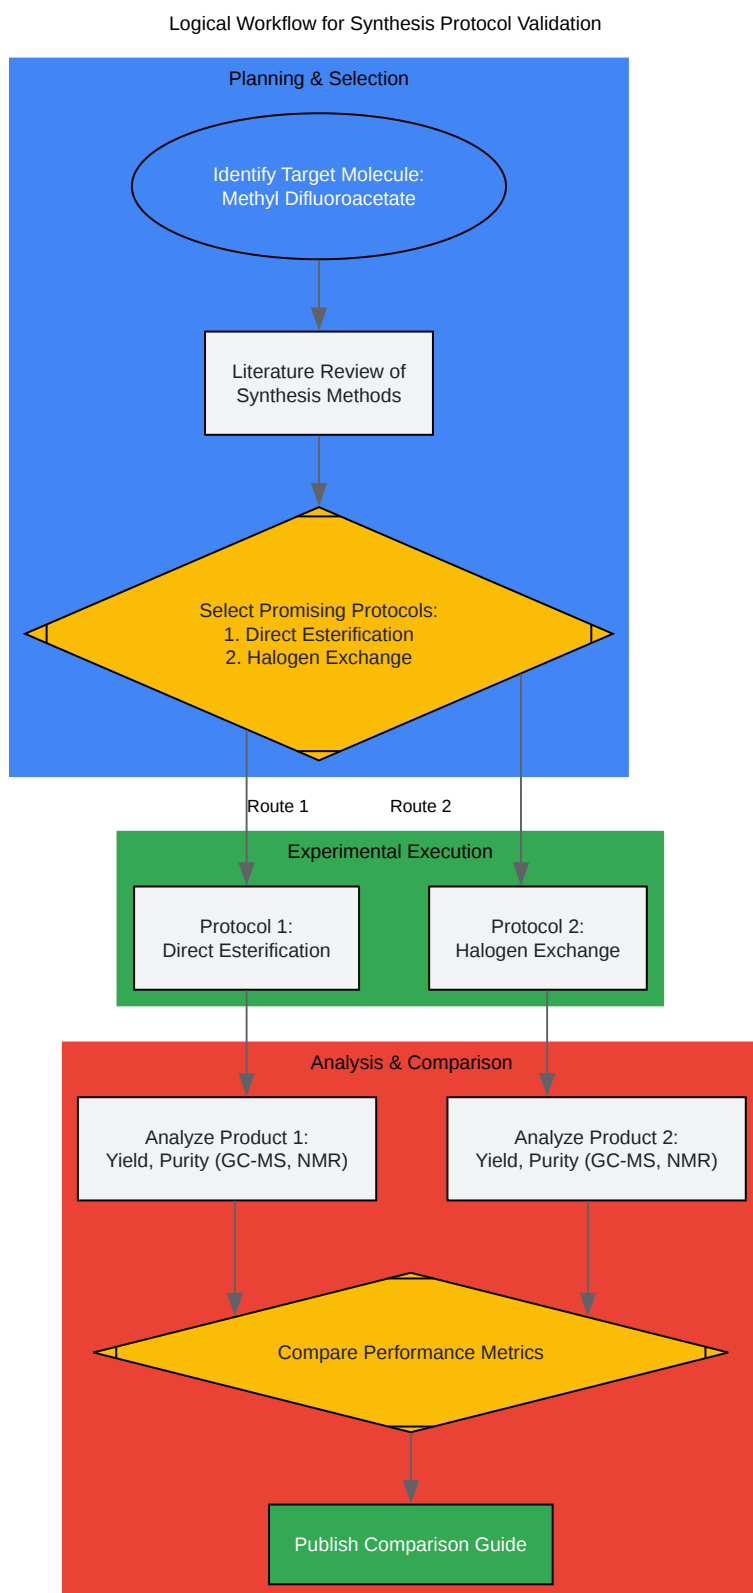 Logical Workflow for Synthesis Protocol Validation
Planning & Selection
Identify Target Molecule:
Methyl Difluoroacetate
Literature Review of
Synthesis Methods
Select Promising Protocols:
1. Direct Esterification
2. Halogen Exchange
Route 1
Route 2
Experimental Execution
Protocol 1:
Direct Esterification
Protocol 2:
Halogen Exchange
Analysis & Comparison
Analyze Product 1:
Yield, Purity (GC-MS, NMR)
Analyze Product 2:
Yield, Purity (GC-MS, NMR)
Compare Performance Metrics
Publish Comparison Guide